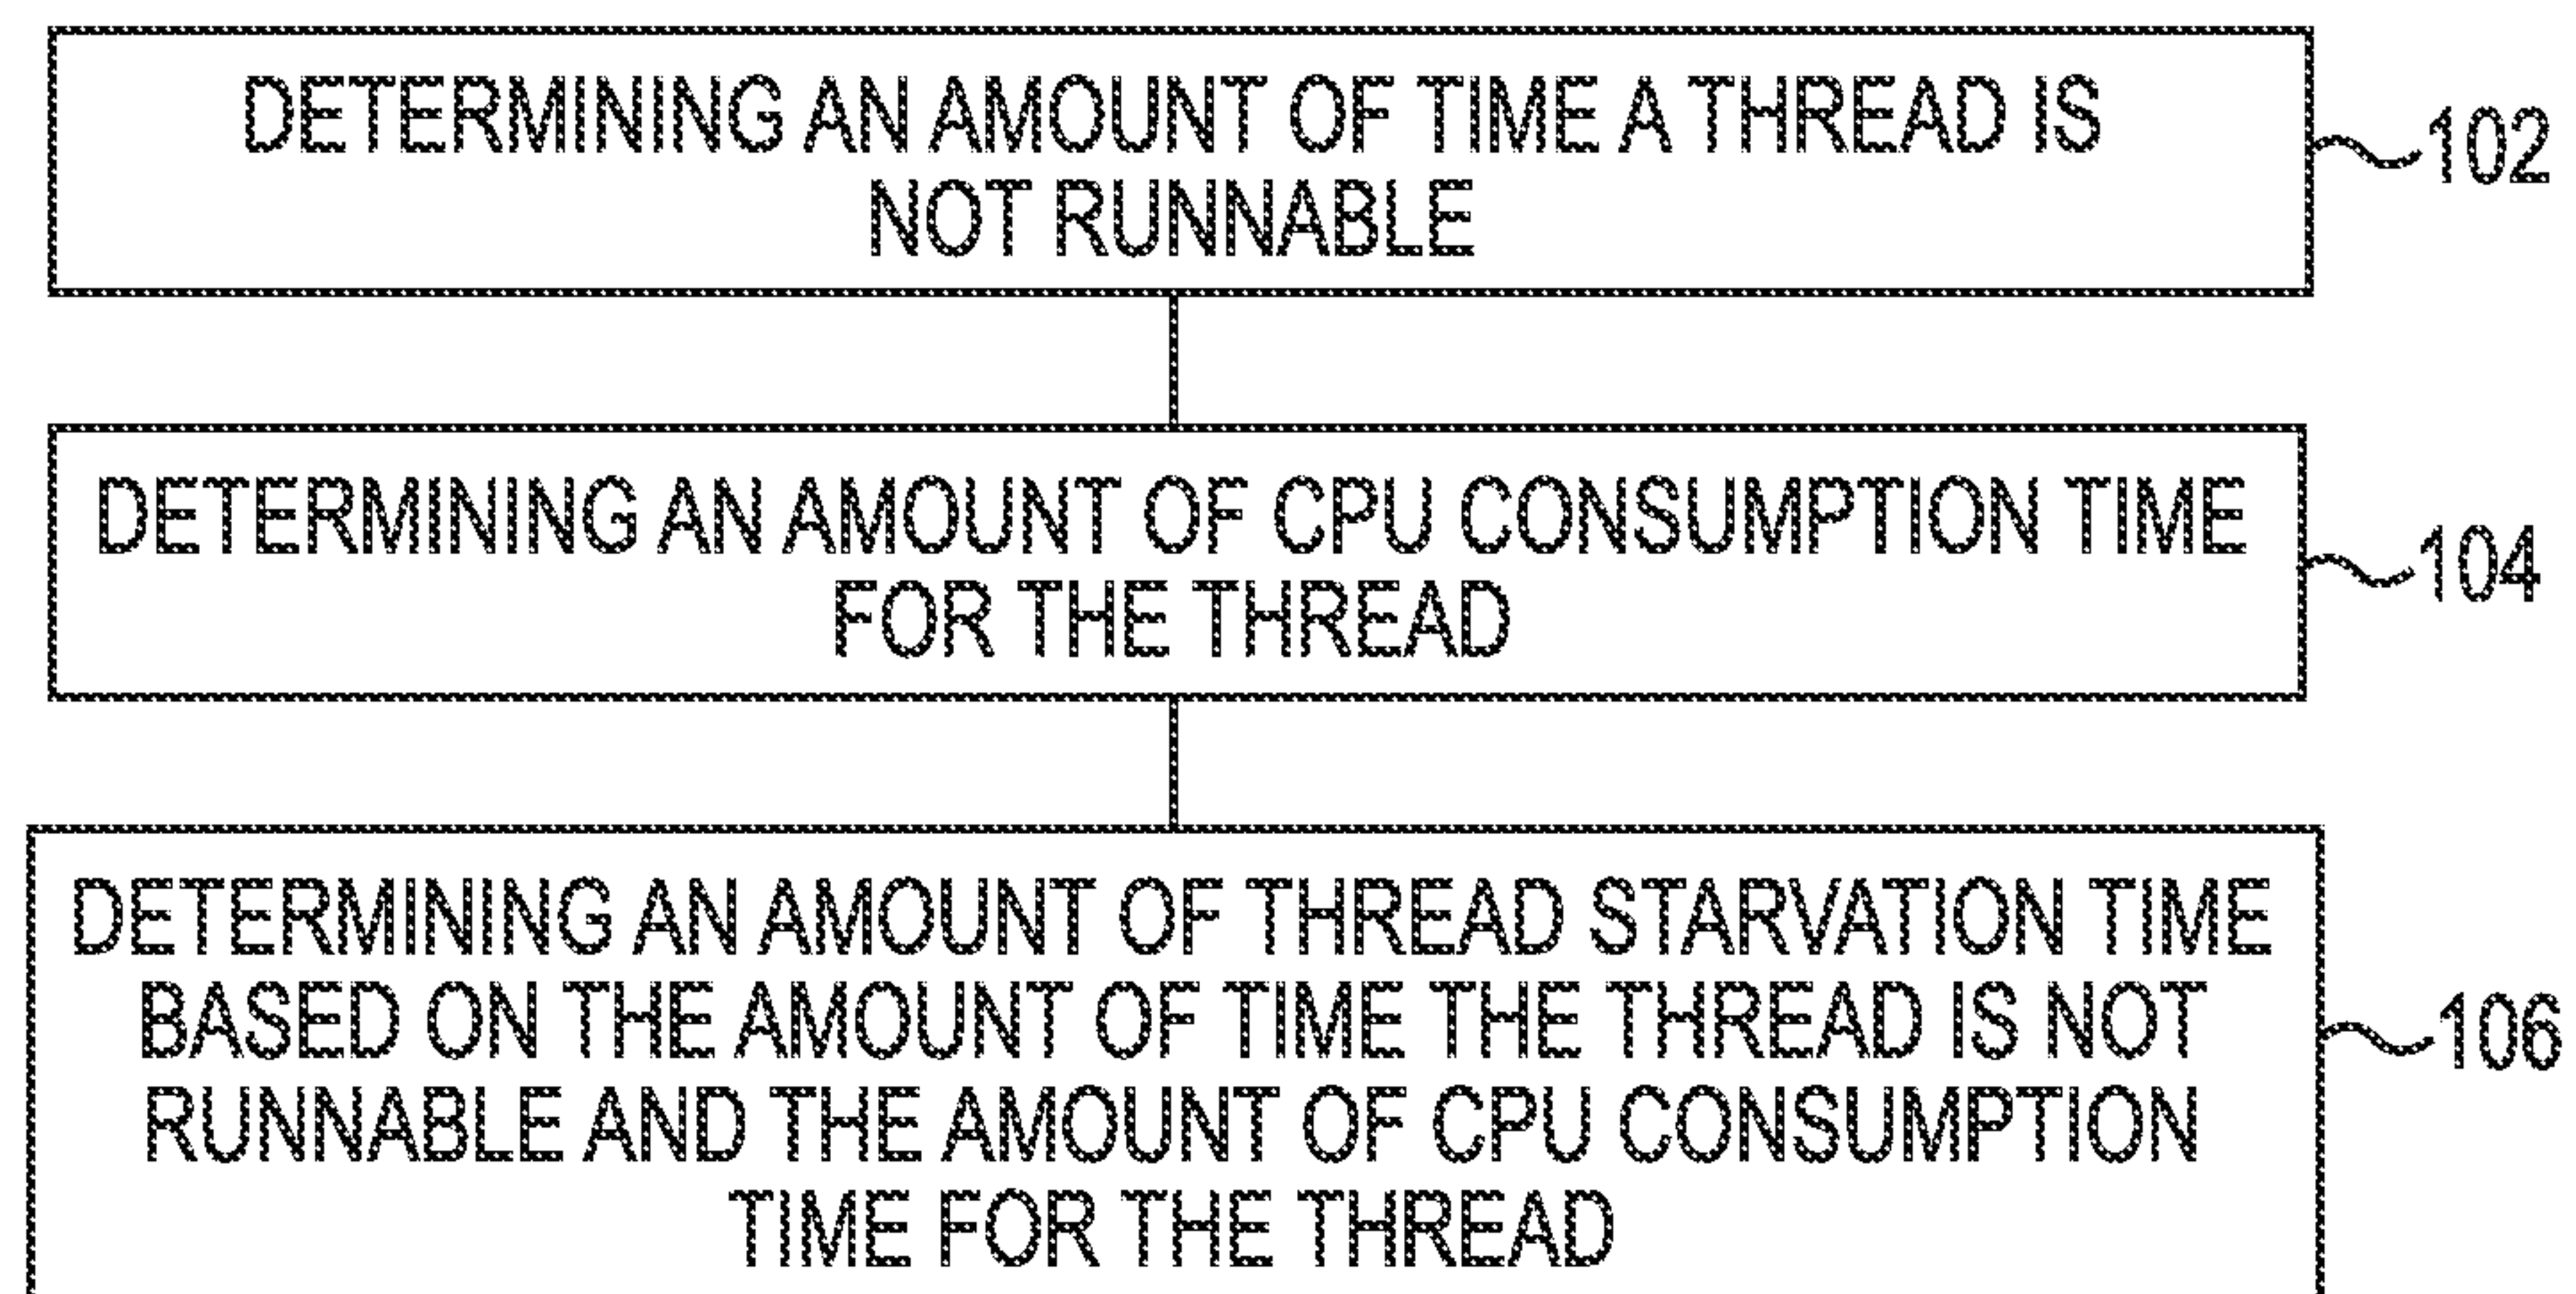 DETERMINING AN AMOUNT OF TIME A THREAD IS
NOT RUNNABLE
102
DETERMINING AN AMOUNT OF CPU CONSUMPTION TIME
FOR THE THREAD
104
DETERMINING AN AMOUNT OF THREAD STARVATION TIME
BASED ON THE AMOUNT OF TIME THE THREAD IS NOT
RUNNABLE AND THE AMOUNT OF CPU CONSUMPTION
TIME FOR THE THREAD
106